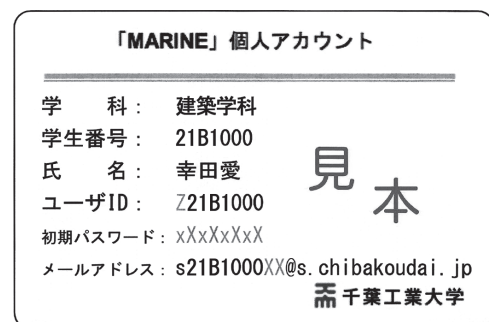 「MARINE」個人アカウント
学　　科： 建築学科
学生番号： 21B1000
氏　　名： 幸田愛
ユーザID： Z21B1000
初期パスワード： xXxXxXxX
メールアドレス： s21B1000XX@s.chibakoudai.jp
見本
千葉工業大学